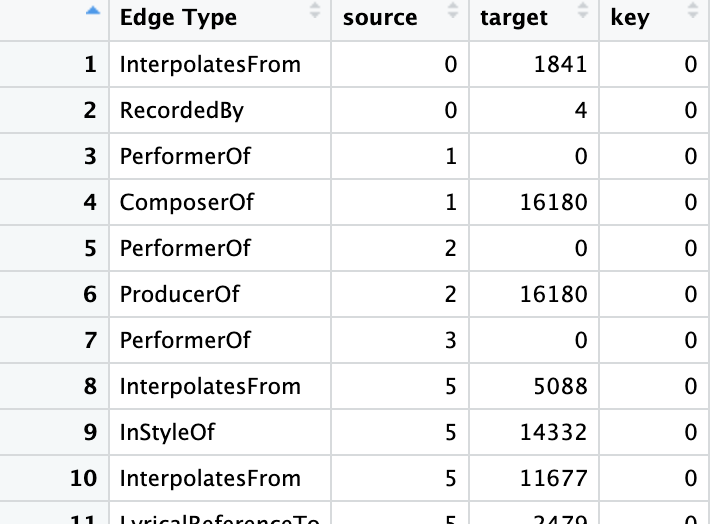 Edge Type source target key
1 InterpolatesFrom 0 1841 0
2 RecordedBy 0 4 0
3 PerformerOf 1 0 0
4 ComposerOf 1 16180 0
5 PerformerOf 2 0 0
6 ProducerOf 2 16180 0
7 PerformerOf 3 0 0
8 InterpolatesFrom 5 5088 0
9 InStyleOf 5 14332 0
10 InterpolatesFrom 5 11677 0
11 LyricalReferenceTo 5 2479 0